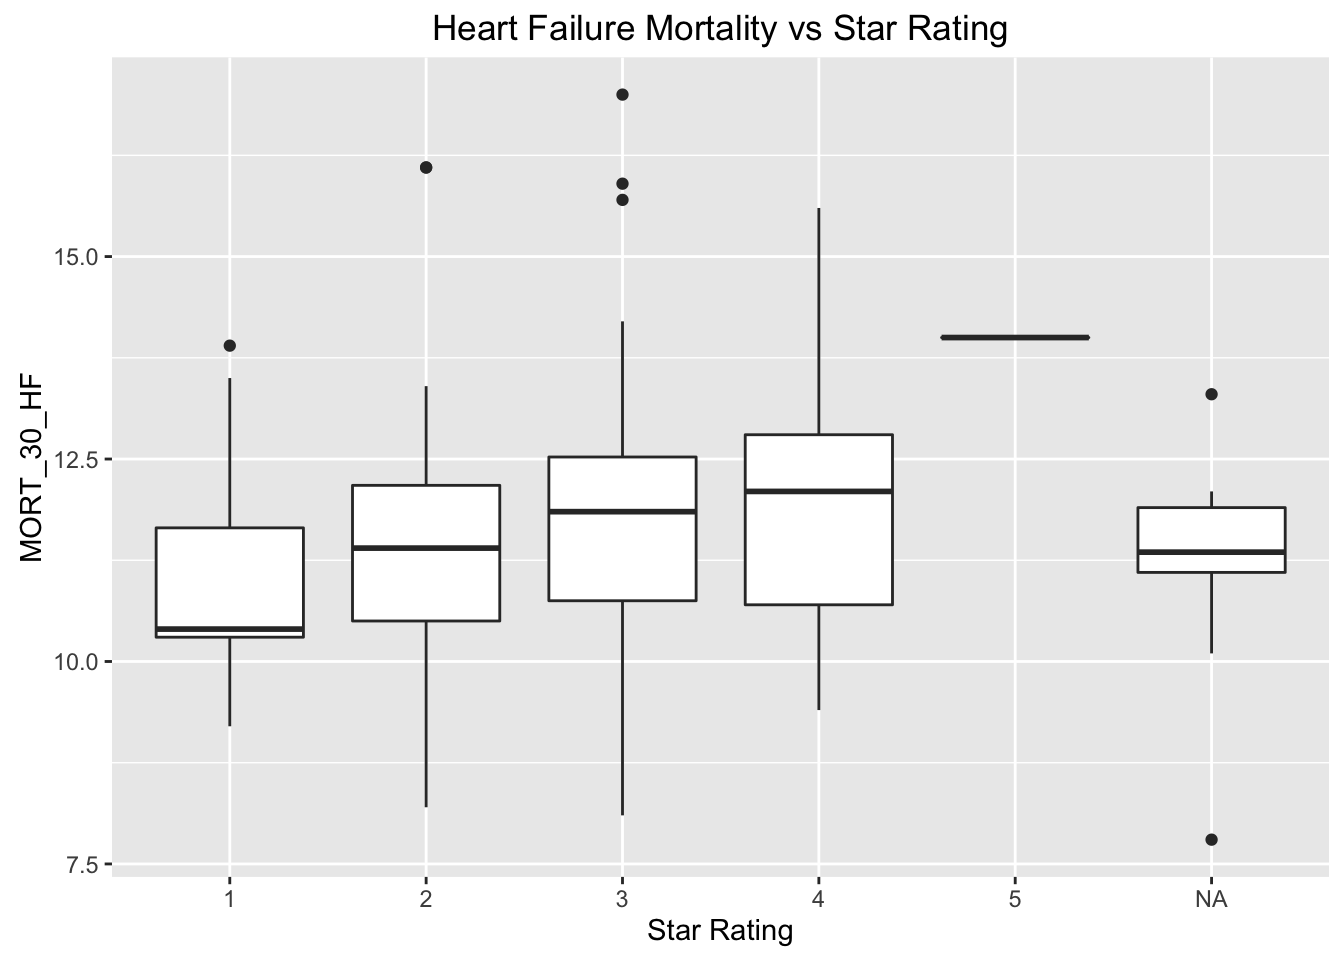 Heart Failure Mortality vs Star Rating
MORT_30_HF
15.0
12.5
10.0
7.5
1 2 3 4 5 NA
Star Rating